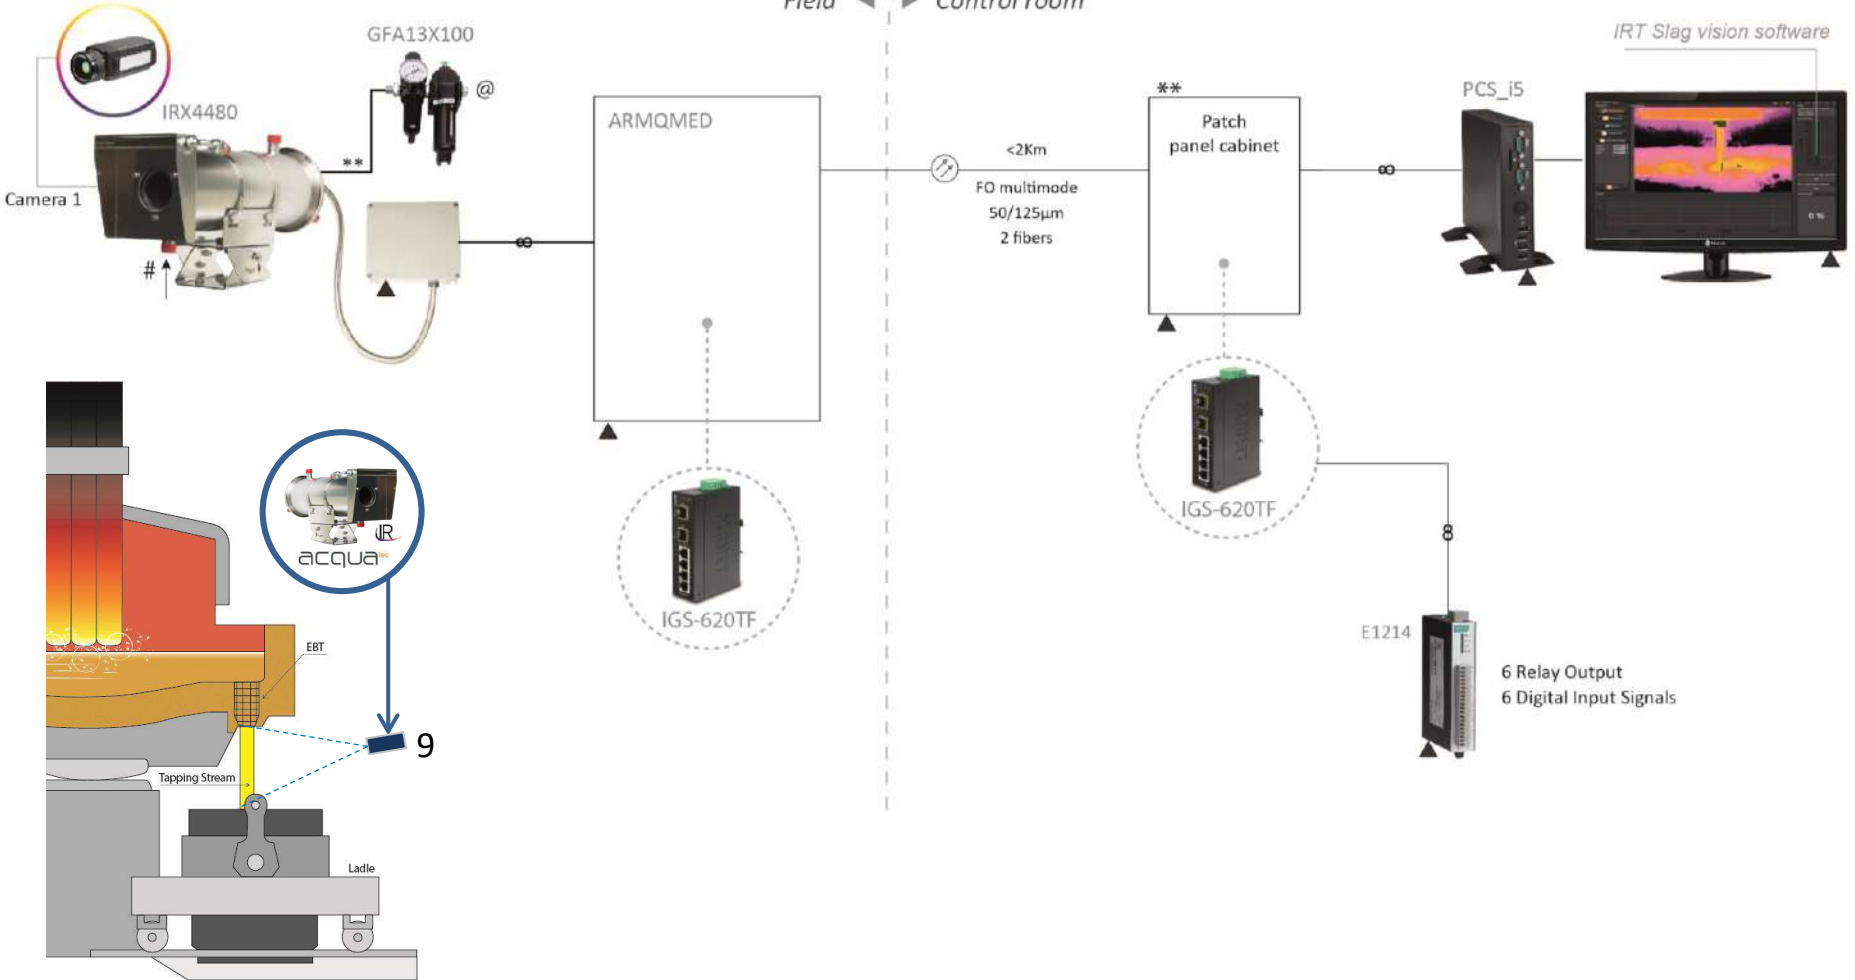 Field
Control room
GFA13X100
@
IRX4480
Camera 1
**
#
ARMQMED
<2Km
FO multimode
50/125µm
2 fibers
**
Patch
panel cabinet
PCS_i5
IRT Slag vision software
0 %
IGS-620TF
IGS-620TF
E1214
6 Relay Output
6 Digital Input Signals
IR
acqua
EBT
9
Tapping Stream
Ladle